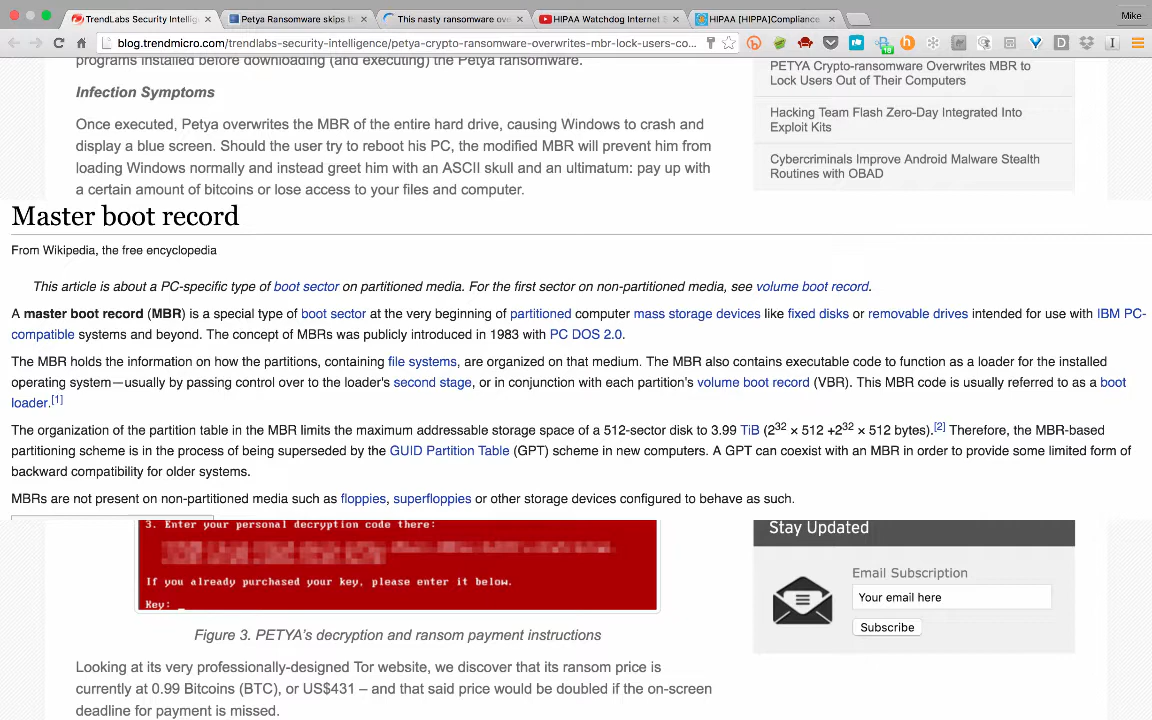 TrendLabs Security Intellig
Petya Ransomware skips th
This nasty ransomware ove
HIPAA Watchdog Internet S
HIPAA [HIPPA]Compliance
Mike
blog.trendmicro.com/trendlabs-security-intelligence/petya-crypto-ransomware-overwrites-mbr-lock-users-co...
18
programs installed before downloading (and executing) the Petya ransomware.
Infection Symptoms
Once executed, Petya overwrites the MBR of the entire hard drive, causing Windows to crash and
display a blue screen. Should the user try to reboot his PC, the modified MBR will prevent him from
loading Windows normally and instead greet him with an ASCII skull and an ultimatum: pay up with
a certain amount of bitcoins or lose access to your files and computer.
PETYA Crypto-ransomware Overwrites MBR to
Lock Users Out of Their Computers
Hacking Team Flash Zero-Day Integrated Into
Exploit Kits
Cybercriminals Improve Android Malware Stealth
Routines with OBAD
Master boot record
From Wikipedia, the free encyclopedia
This article is about a PC-specific type of boot sector on partitioned media. For the first sector on non-partitioned media, see volume boot record.
A master boot record (MBR) is a special type of boot sector at the very beginning of partitioned computer mass storage devices like fixed disks or removable drives intended for use with IBM PC-
compatible systems and beyond. The concept of MBRs was publicly introduced in 1983 with PC DOS 2.0.
The MBR holds the information on how the partitions, containing file systems, are organized on that medium. The MBR also contains executable code to function as a loader for the installed
operating system—usually by passing control over to the loader's second stage, or in conjunction with each partition's volume boot record (VBR). This MBR code is usually referred to as a boot
loader.[1]
The organization of the partition table in the MBR limits the maximum addressable storage space of a 512-sector disk to 3.99 TiB (2³² × 512 +2³² × 512 bytes).[2] Therefore, the MBR-based
partitioning scheme is in the process of being superseded by the GUID Partition Table (GPT) scheme in new computers. A GPT can coexist with an MBR in order to provide some limited form of
backward compatibility for older systems.
MBRs are not present on non-partitioned media such as floppies, superfloppies or other storage devices configured to behave as such.
3. Enter your personal decryption code there:
If you already purchased your key, please enter it below.
Key: _
Figure 3. PETYA's decryption and ransom payment instructions
Looking at its very professionally-designed Tor website, we discover that its ransom price is
currently at 0.99 Bitcoins (BTC), or US$431 – and that said price would be doubled if the on-screen
deadline for payment is missed.
Stay Updated
Email Subscription
Your email here
Subscribe